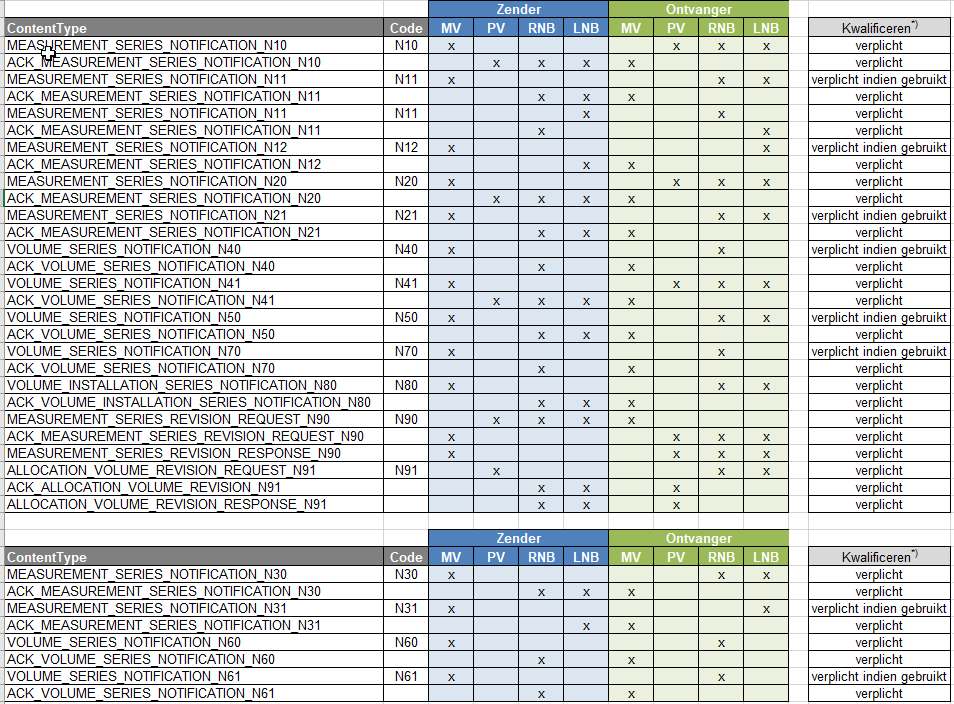 Zender Ontvanger
ContentType Code MV PV RNB LNB MV PV RNB LNB Kwalificeren*)
MEASUREMENT_SERIES_NOTIFICATION_N10 N10 x x x x verplicht
ACK_MEASUREMENT_SERIES_NOTIFICATION_N10 x x x x verplicht
MEASUREMENT_SERIES_NOTIFICATION_N11 N11 x x x verplicht indien gebruikt
ACK_MEASUREMENT_SERIES_NOTIFICATION_N11 x x x verplicht
MEASUREMENT_SERIES_NOTIFICATION_N11 N11 x x verplicht
ACK_MEASUREMENT_SERIES_NOTIFICATION_N11 x x verplicht
MEASUREMENT_SERIES_NOTIFICATION_N12 N12 x x verplicht indien gebruikt
ACK_MEASUREMENT_SERIES_NOTIFICATION_N12 x x verplicht
MEASUREMENT_SERIES_NOTIFICATION_N20 N20 x x x x verplicht
ACK_MEASUREMENT_SERIES_NOTIFICATION_N20 x x x x verplicht
MEASUREMENT_SERIES_NOTIFICATION_N21 N21 x x x verplicht indien gebruikt
ACK_MEASUREMENT_SERIES_NOTIFICATION_N21 x x x verplicht
VOLUME_SERIES_NOTIFICATION_N40 N40 x x verplicht indien gebruikt
ACK_VOLUME_SERIES_NOTIFICATION_N40 x x verplicht
VOLUME_SERIES_NOTIFICATION_N41 N41 x x x x verplicht
ACK_VOLUME_SERIES_NOTIFICATION_N41 x x x x verplicht
VOLUME_SERIES_NOTIFICATION_N50 N50 x x x verplicht indien gebruikt
ACK_VOLUME_SERIES_NOTIFICATION_N50 x x x verplicht
VOLUME_SERIES_NOTIFICATION_N70 N70 x x verplicht indien gebruikt
ACK_VOLUME_SERIES_NOTIFICATION_N70 x x verplicht
VOLUME_INSTALLATION_SERIES_NOTIFICATION_N80 N80 x x x verplicht
ACK_VOLUME_INSTALLATION_SERIES_NOTIFICATION_N80 x x x verplicht
MEASUREMENT_SERIES_REVISION_REQUEST_N90 N90 x x x x verplicht
ACK_MEASUREMENT_SERIES_REVISION_REQUEST_N90 x x x x verplicht
MEASUREMENT_SERIES_REVISION_RESPONSE_N90 x x x x verplicht
ALLOCATION_VOLUME_REVISION_REQUEST_N91 N91 x x x verplicht
ACK_ALLOCATION_VOLUME_REVISION_N91 x x x verplicht
ALLOCATION_VOLUME_REVISION_RESPONSE_N91 x x x verplicht
Zender Ontvanger
ContentType Code MV PV RNB LNB MV PV RNB LNB Kwalificeren*)
MEASUREMENT_SERIES_NOTIFICATION_N30 N30 x x x verplicht
ACK_MEASUREMENT_SERIES_NOTIFICATION_N30 x x x verplicht
MEASUREMENT_SERIES_NOTIFICATION_N31 N31 x x verplicht indien gebruikt
ACK_MEASUREMENT_SERIES_NOTIFICATION_N31 x x verplicht
VOLUME_SERIES_NOTIFICATION_N60 N60 x x verplicht
ACK_VOLUME_SERIES_NOTIFICATION_N60 x x verplicht
VOLUME_SERIES_NOTIFICATION_N61 N61 x x verplicht indien gebruikt
ACK_VOLUME_SERIES_NOTIFICATION_N61 x x verplicht